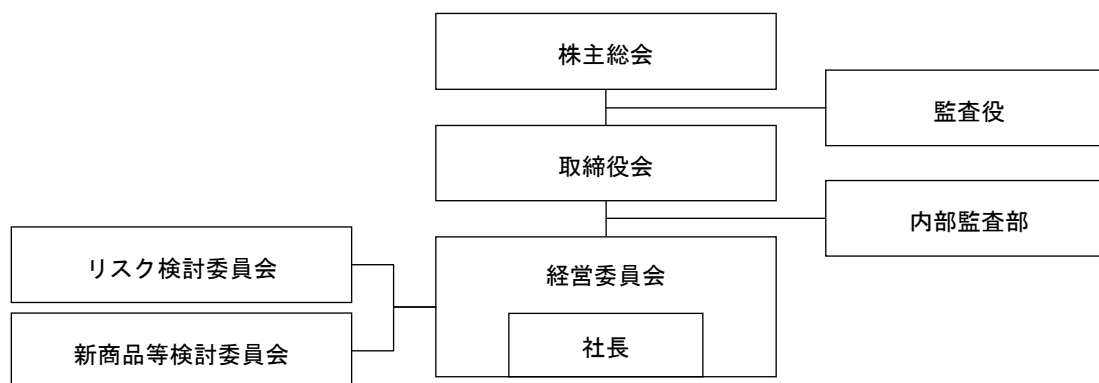 株主総会
監査役
取締役会
内部監査部
リスク検討委員会
経営委員会
新商品等検討委員会
社長